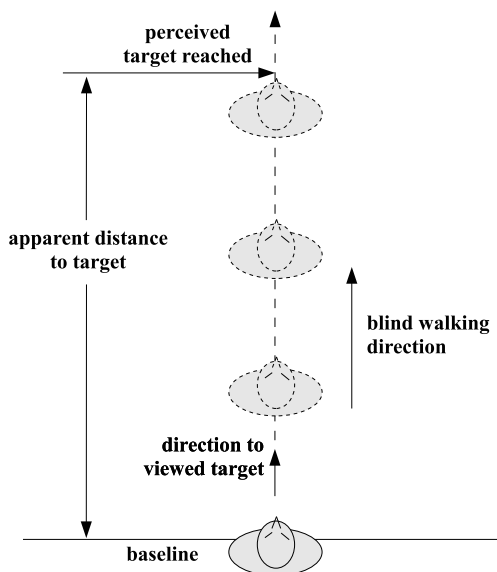 perceived
target reached
apparent distance
to target
blind walking
direction
direction to
viewed target
baseline